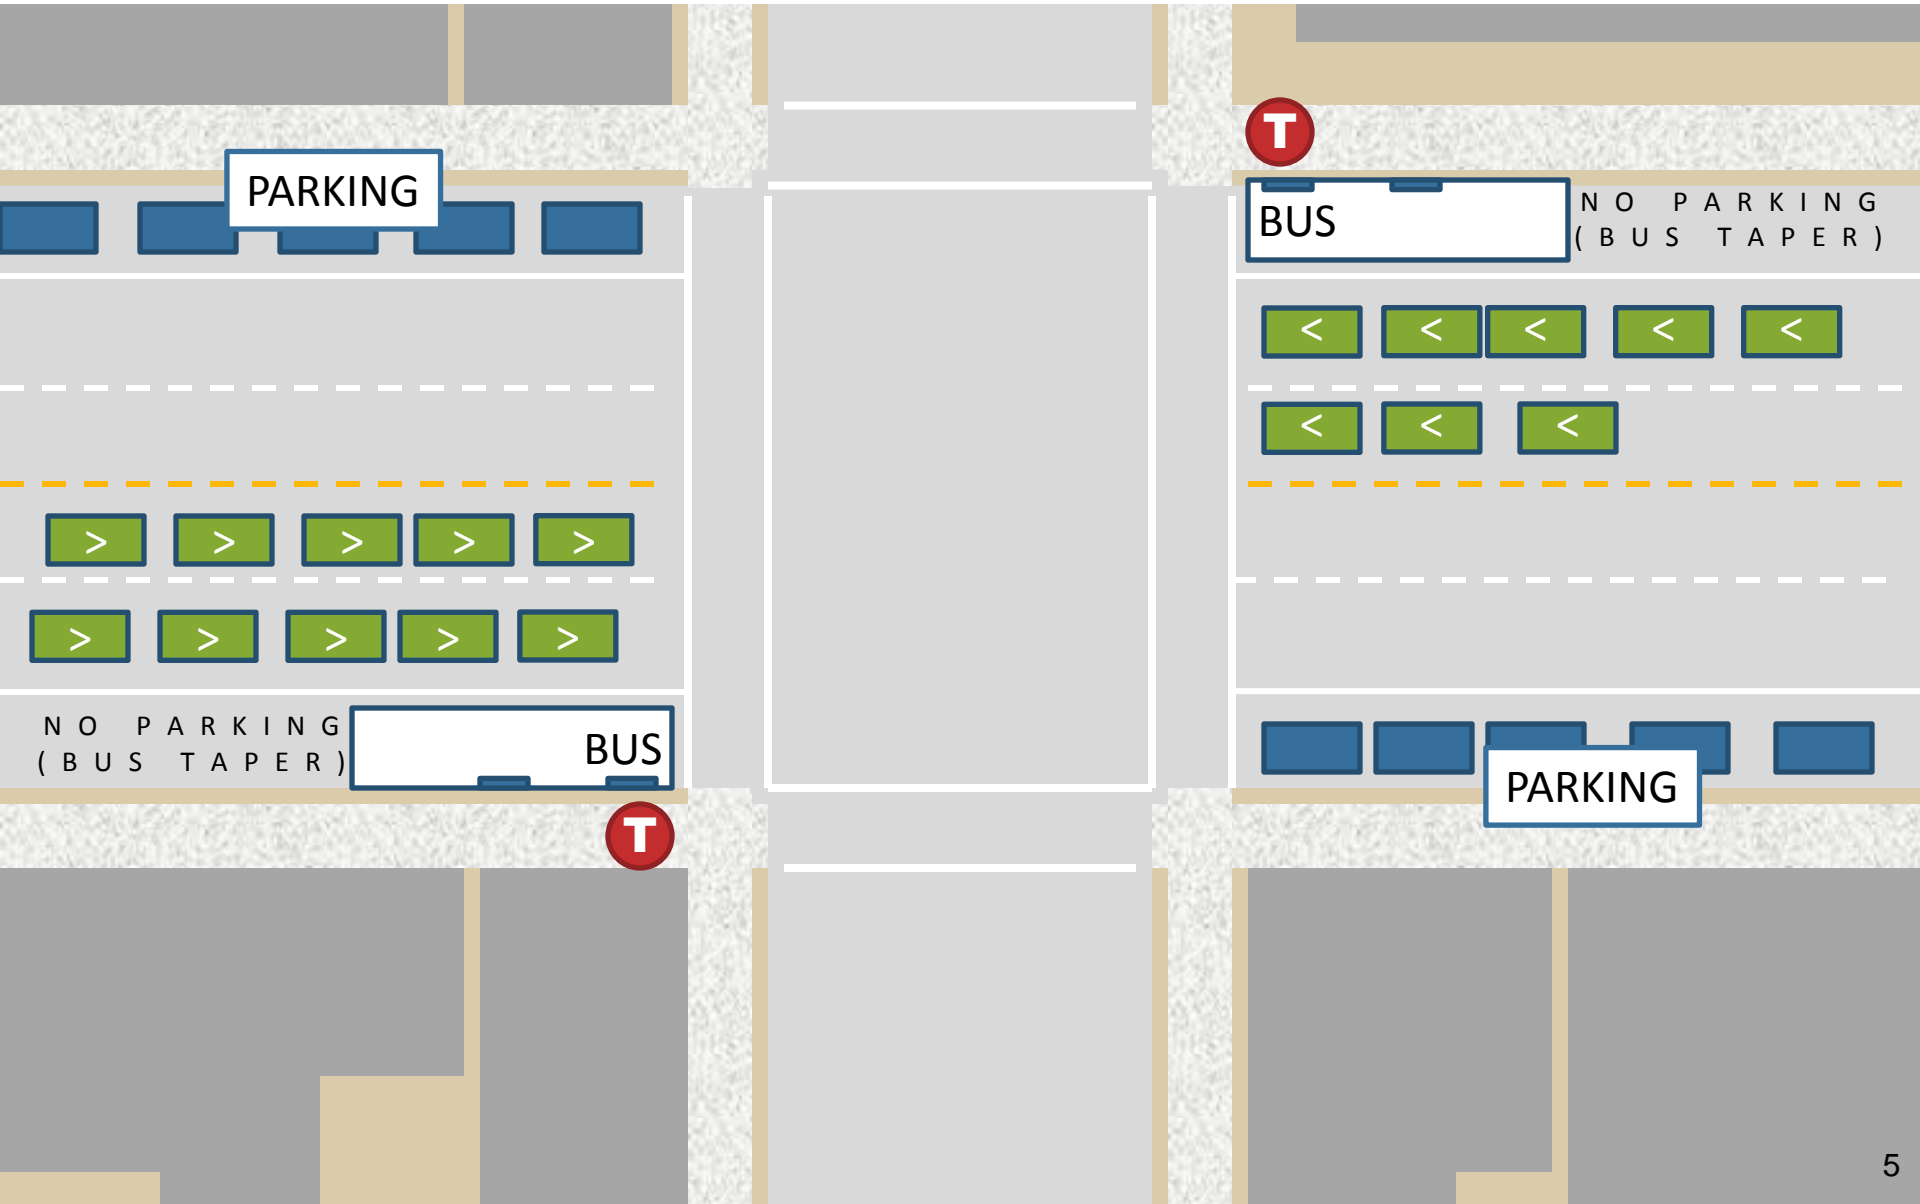 T
PARKING
BUS
NO PARKING
(BUS TAPER)
< < < < <
< < <
> > > > >
> > > > >
NO PARKING
(BUS TAPER)
BUS
PARKING
T
5